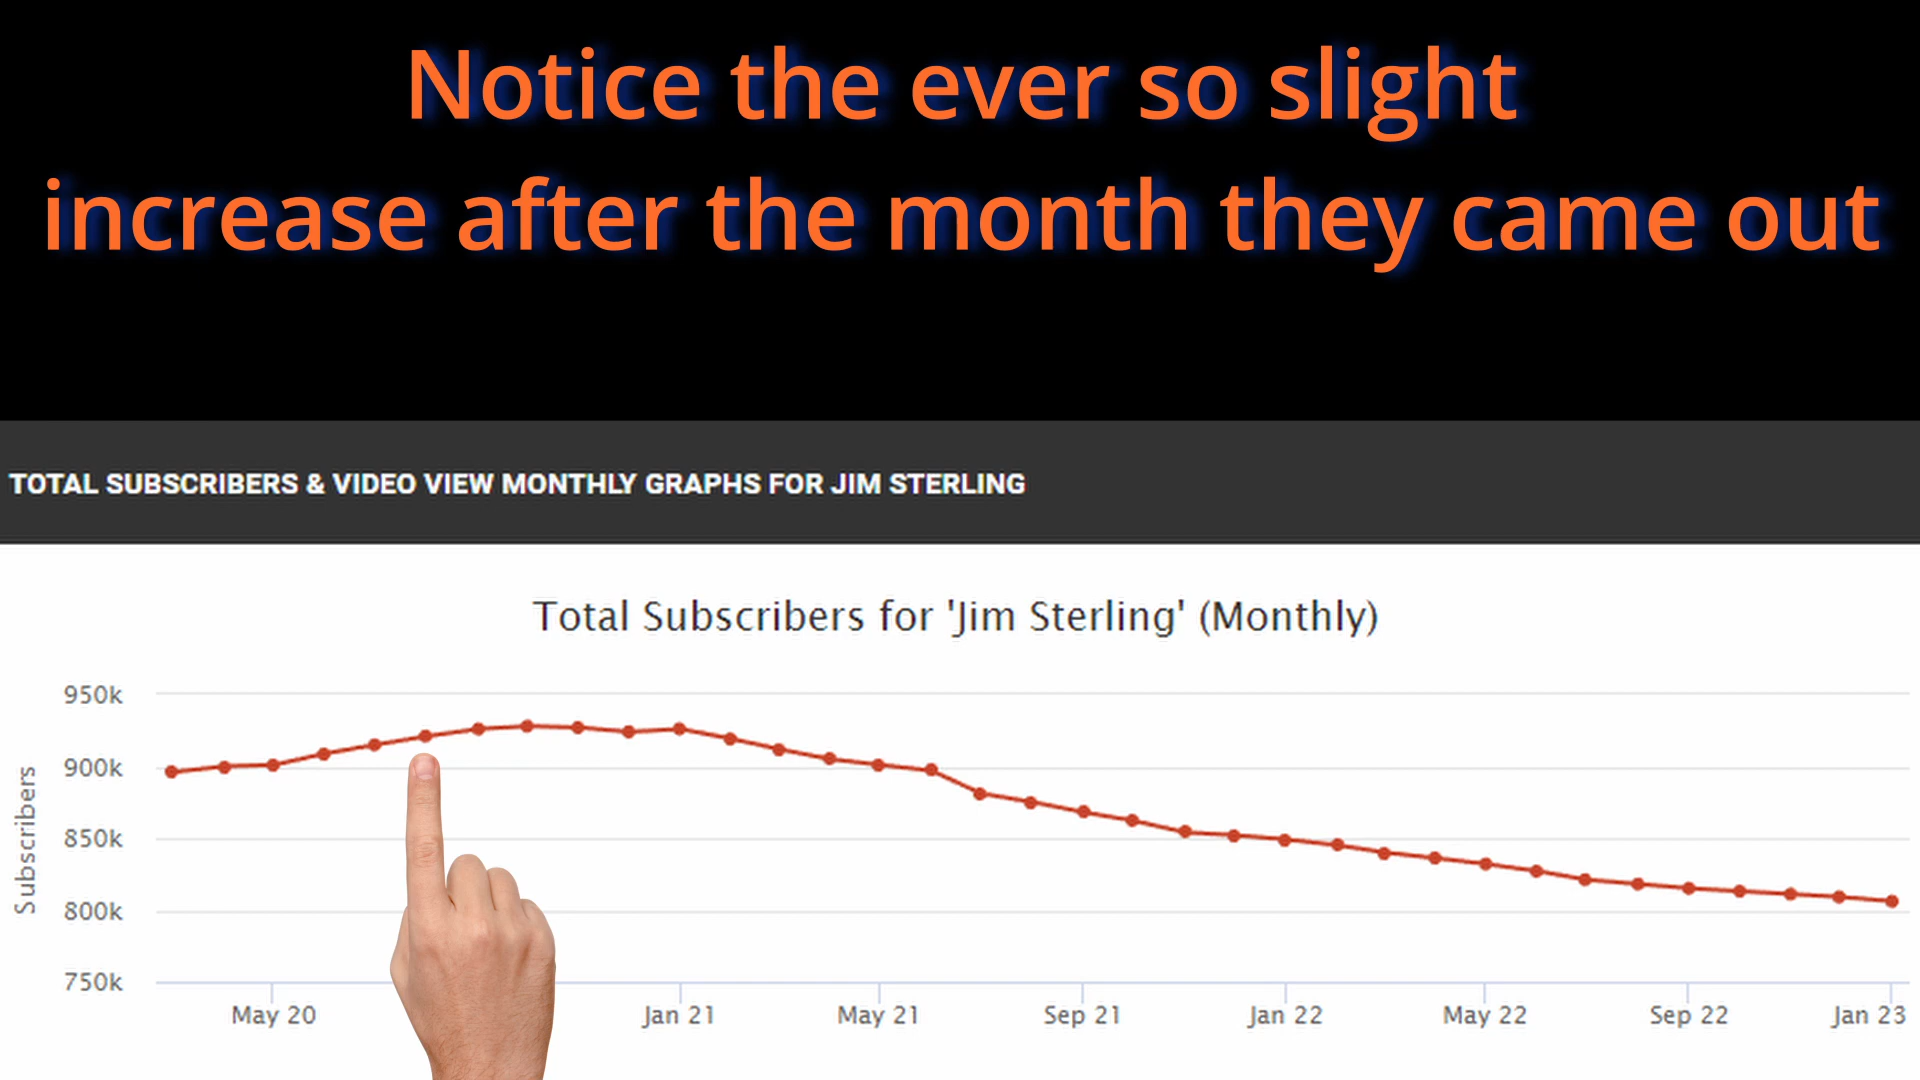 Notice the ever so slight
increase after the month they came out
TOTAL SUBSCRIBERS & VIDEO VIEW MONTHLY GRAPHS FOR JIM STERLING
Total Subscribers for 'Jim Sterling' (Monthly)
950k
900k
850k
800k
750k
Subscribers
May 20
Jan 21
May 21
Sep 21
Jan 22
May 22
Sep 22
Jan 23